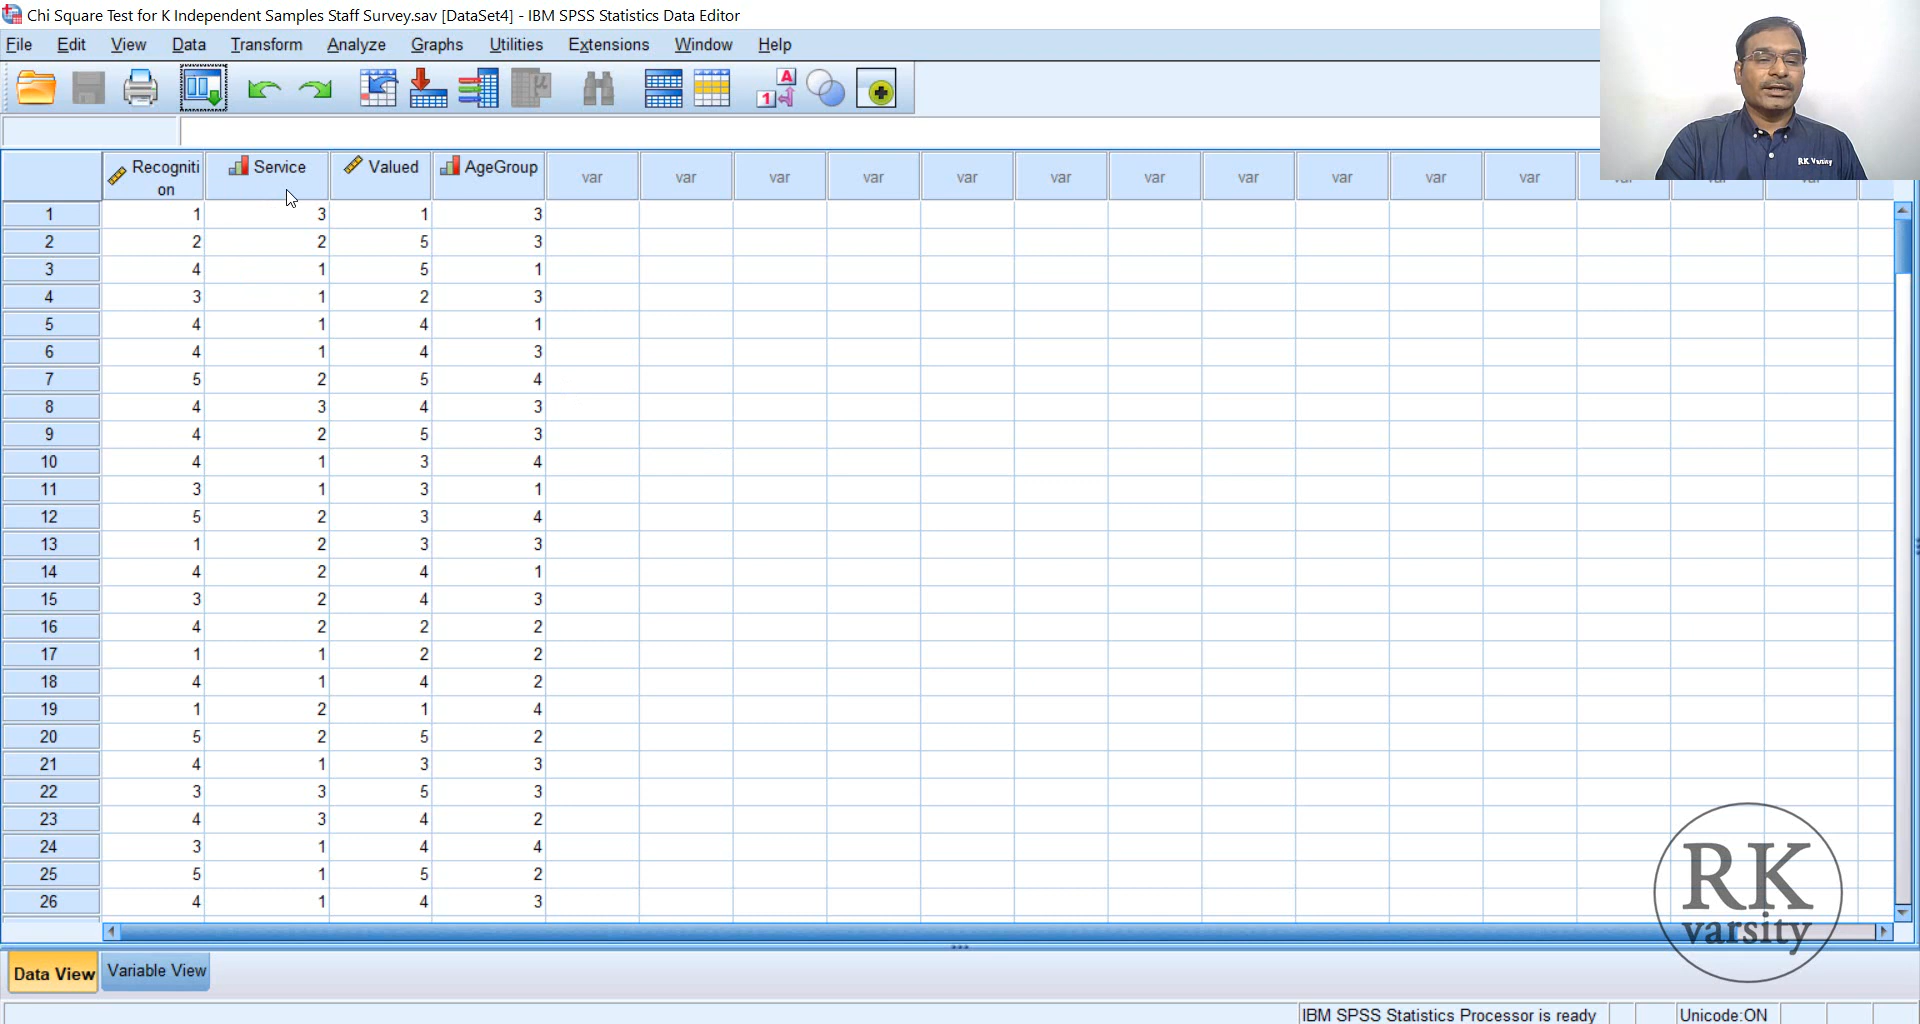 Chi Square Test for K Independent Samples Staff Survey.sav [DataSet4] - IBM SPSS Statistics Data Editor
File Edit View Data Transform Analyze Graphs Utilities Extensions Window Help
A
1
RK Varsity
Recogniti
on Service Valued AgeGroup var var var var var var var var var var var
1 1 3 1 3
2 2 2 5 3
3 4 1 5 1
4 3 1 2 3
5 4 1 4 1
6 4 1 4 3
7 5 2 5 4
8 4 3 4 3
9 4 2 5 3
10 4 1 3 4
11 3 1 3 1
12 5 2 3 4
13 1 2 3 3
14 4 2 4 1
15 3 2 4 3
16 4 2 2 2
17 1 1 2 2
18 4 1 4 2
19 1 2 1 4
20 5 2 5 2
21 4 1 3 3
22 3 3 5 3
23 4 3 4 2
24 3 1 4 4
25 5 1 5 2
26 4 1 4 3
RK
varsity
Data View Variable View
IBM SPSS Statistics Processor is ready Unicode:ON